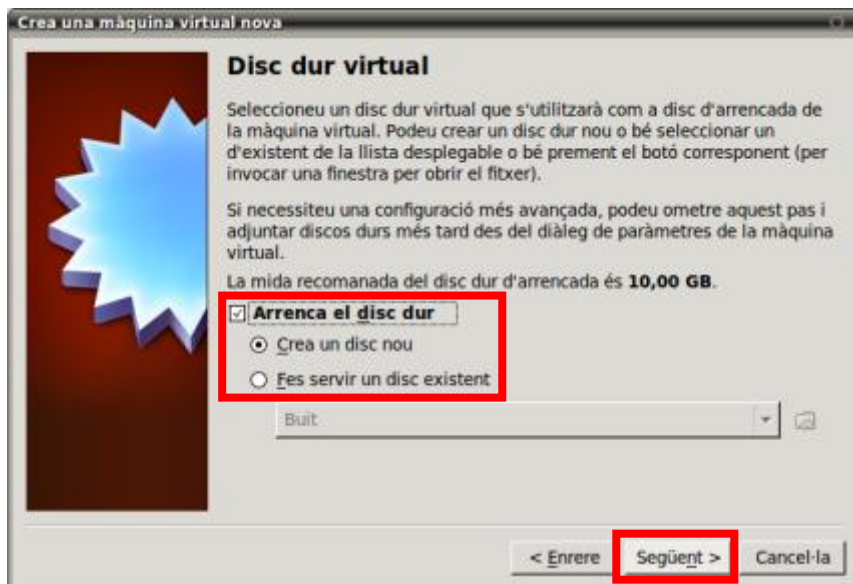 Crea una màquina virtual nova
Disc dur virtual
Seleccioneu un disc dur virtual que s'utilitzarà com a disc d'arrencada de
la màquina virtual. Podeu crear un disc dur nou o bé seleccionar un
d'existent de la llista desplegable o bé prement el botó corresponent (per
invocar una finestra per obrir el fitxer).
Si necessiteu una configuració més avançada, podeu ometre aquest pas i
adjuntar discos durs més tard des del diàleg de paràmetres de la màquina
virtual.
La mida recomanada del disc dur d'arrencada és 10,00 GB.
Arrenca el disc dur
Crea un disc nou
Fes servir un disc existent
Buit
< Enrere Següent > Cancel·la